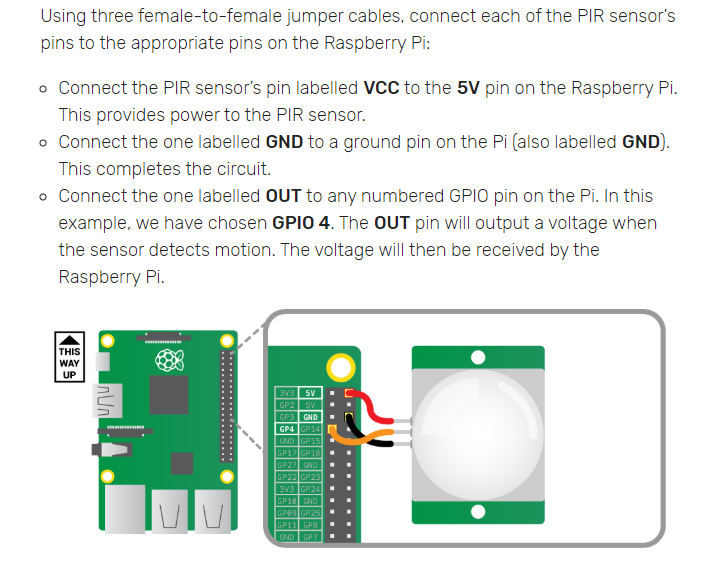 Using three female-to-female jumper cables, connect each of the PIR sensor's
pins to the appropriate pins on the Raspberry Pi:
Connect the PIR sensor's pin labelled VCC to the 5V pin on the Raspberry Pi.
This provides power to the PIR sensor.
Connect the one labelled GND to a ground pin on the Pi (also labelled GND).
This completes the circuit.
Connect the one labelled OUT to any numbered GPIO pin on the Pi. In this
example, we have chosen GPIO 4. The OUT pin will output a voltage when
the sensor detects motion. The voltage will then be received by the
Raspberry Pi.
THIS
WAY
UP
3V3 5V
GP2 5V
GP3 GND
GP4 GP14
GND GP15
GP17 GP18
GP27 GND
GP22 GP23
3V3 GP24
GP10 GND
GP09 GP25
GP11 GP8
GND GP7